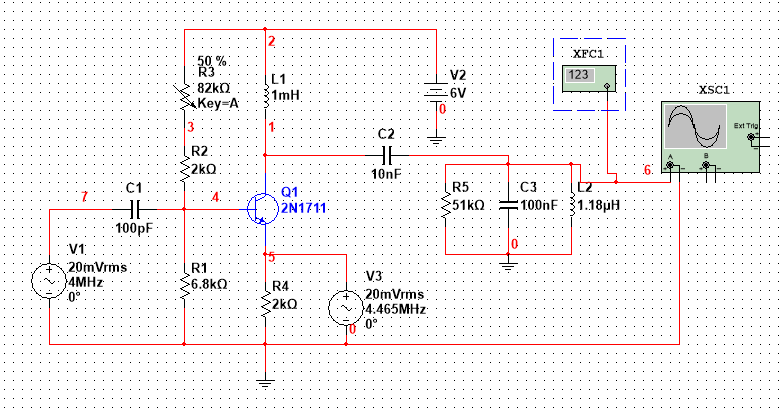 XFC1
123
XSC1
Ext Trig
A
B
2
50 %
R3
82kΩ
Key=A
L1
1mH
V2
6V
0
3
1
C2
10nF
R2
2kΩ
6
7
C1
100pF
4
Q1
2N1711
R5
51kΩ
C3
100nF
L2
1.18µH
0
V1
20mVrms
4MHz
0°
R1
6.8kΩ
5
R4
2kΩ
V3
20mVrms
4.465MHz
0°
0